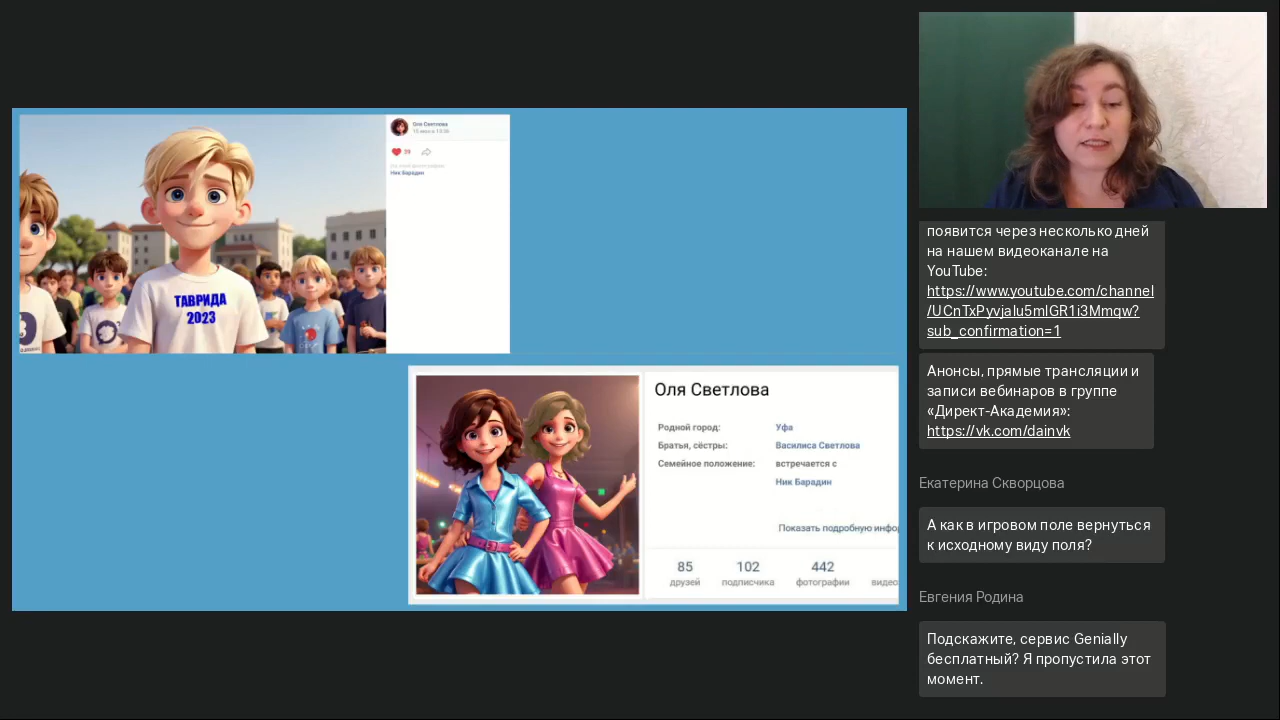 Оля Светлова
39
Ник Барадин
ТАВРИДА
2023
Оля Светлова
Родной город: Уфа
Братья, сёстры: Василиса Светлова
Семейное положение: встречается с
Ник Барадин
Показать подробную инфор
85 102 442
друзей подписчика фотографии видео
появится через несколько дней
на нашем видеоканале на
YouTube:
https://www.youtube.com/channel
/UCnTxPyvjalu5mlGR1i3Mmqw?
sub_confirmation=1
Анонсы, прямые трансляции и
записи вебинаров в группе
«Директ-Академия»:
https://vk.com/dainvk
Екатерина Скворцова
А как в игровом поле вернуться
к исходному виду поля?
Евгения Родина
Подскажите, сервис Genially
бесплатный? Я пропустила этот
момент.